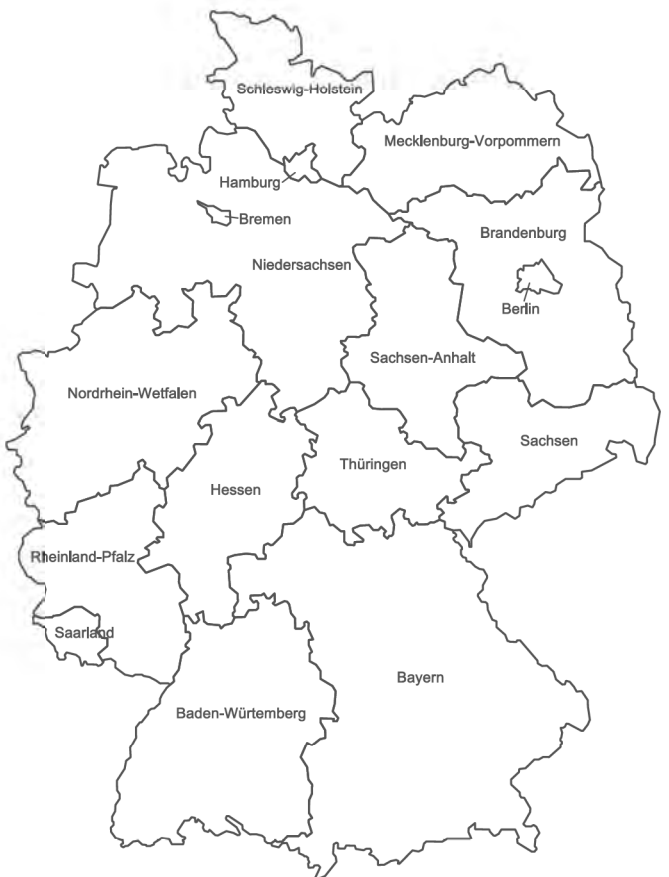 Schleswig-Holstein
Mecklenburg-Vorpommern
Hamburg
Bremen
Brandenburg
Niedersachsen
Berlin
Sachsen-Anhalt
Nordrhein-Wetfalen
Sachsen
Thüringen
Hessen
Rheinland-Pfalz
Saarland
Bayern
Baden-Würtemberg